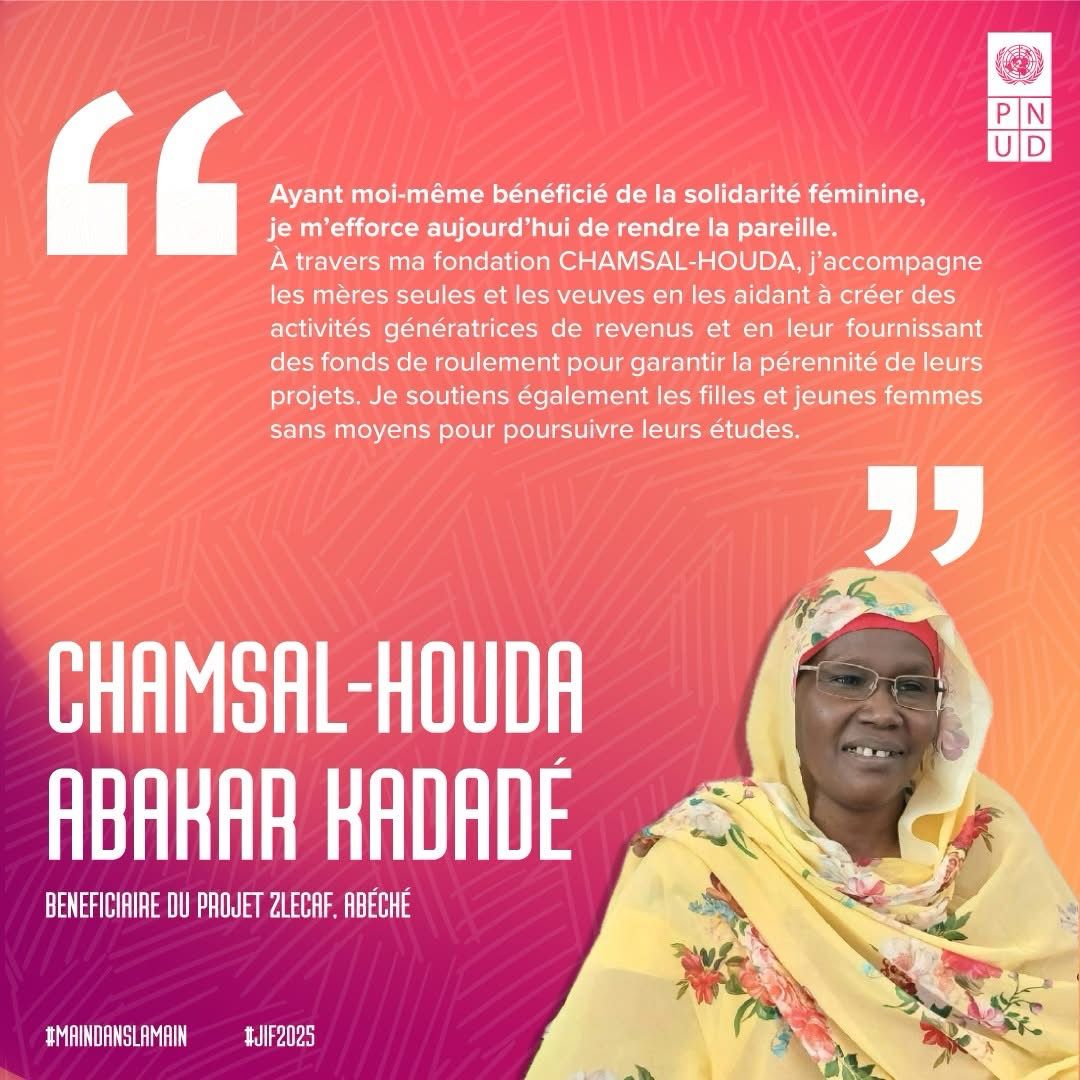 PN
UD
Ayant moi-même bénéficié de la solidarité féminine,
je m'efforce aujourd'hui de rendre la pareille.
À travers ma fondation CHAMSAL-HOUDA, j'accompagne
les mères seules et les veuves en les aidant à créer des
activités génératrices de revenus et en leur fournissant
des fonds de roulement pour garantir la pérennité de leurs
projets. Je soutiens également les filles et jeunes femmes
sans moyens pour poursuivre leurs études.
CHAMSAL-HOUDA
ABAKAR KADADÉ
BENEFICIAIRE DU PROJET ZLECAF, ABÉCHÉ
#MAINDANSLAMAIN #JIF2025